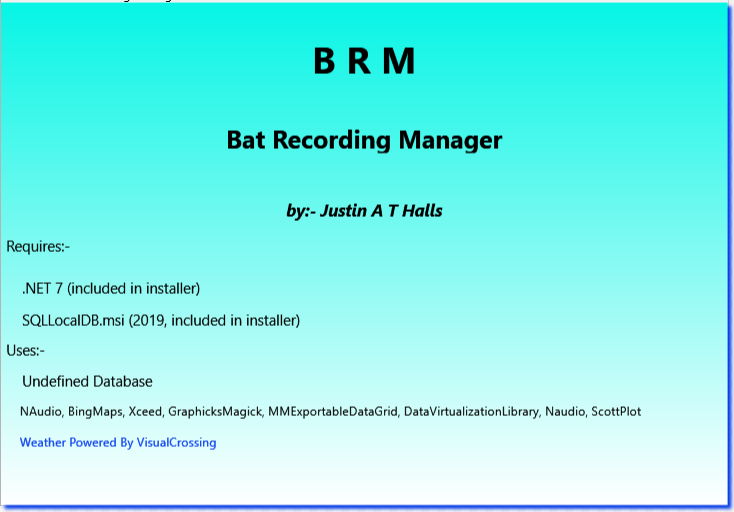 B R M
Bat Recording Manager
by:- Justin A T Halls
Requires:-
.NET 7 (included in installer)
SQLLocalDB.msi (2019, included in installer)
Uses:-
Undefined Database
NAudio, BingMaps, Xceed, GraphicksMagick, MMExportableDataGrid, DataVirtualizationLibrary, Naudio, ScottPlot
Weather Powered By VisualCrossing